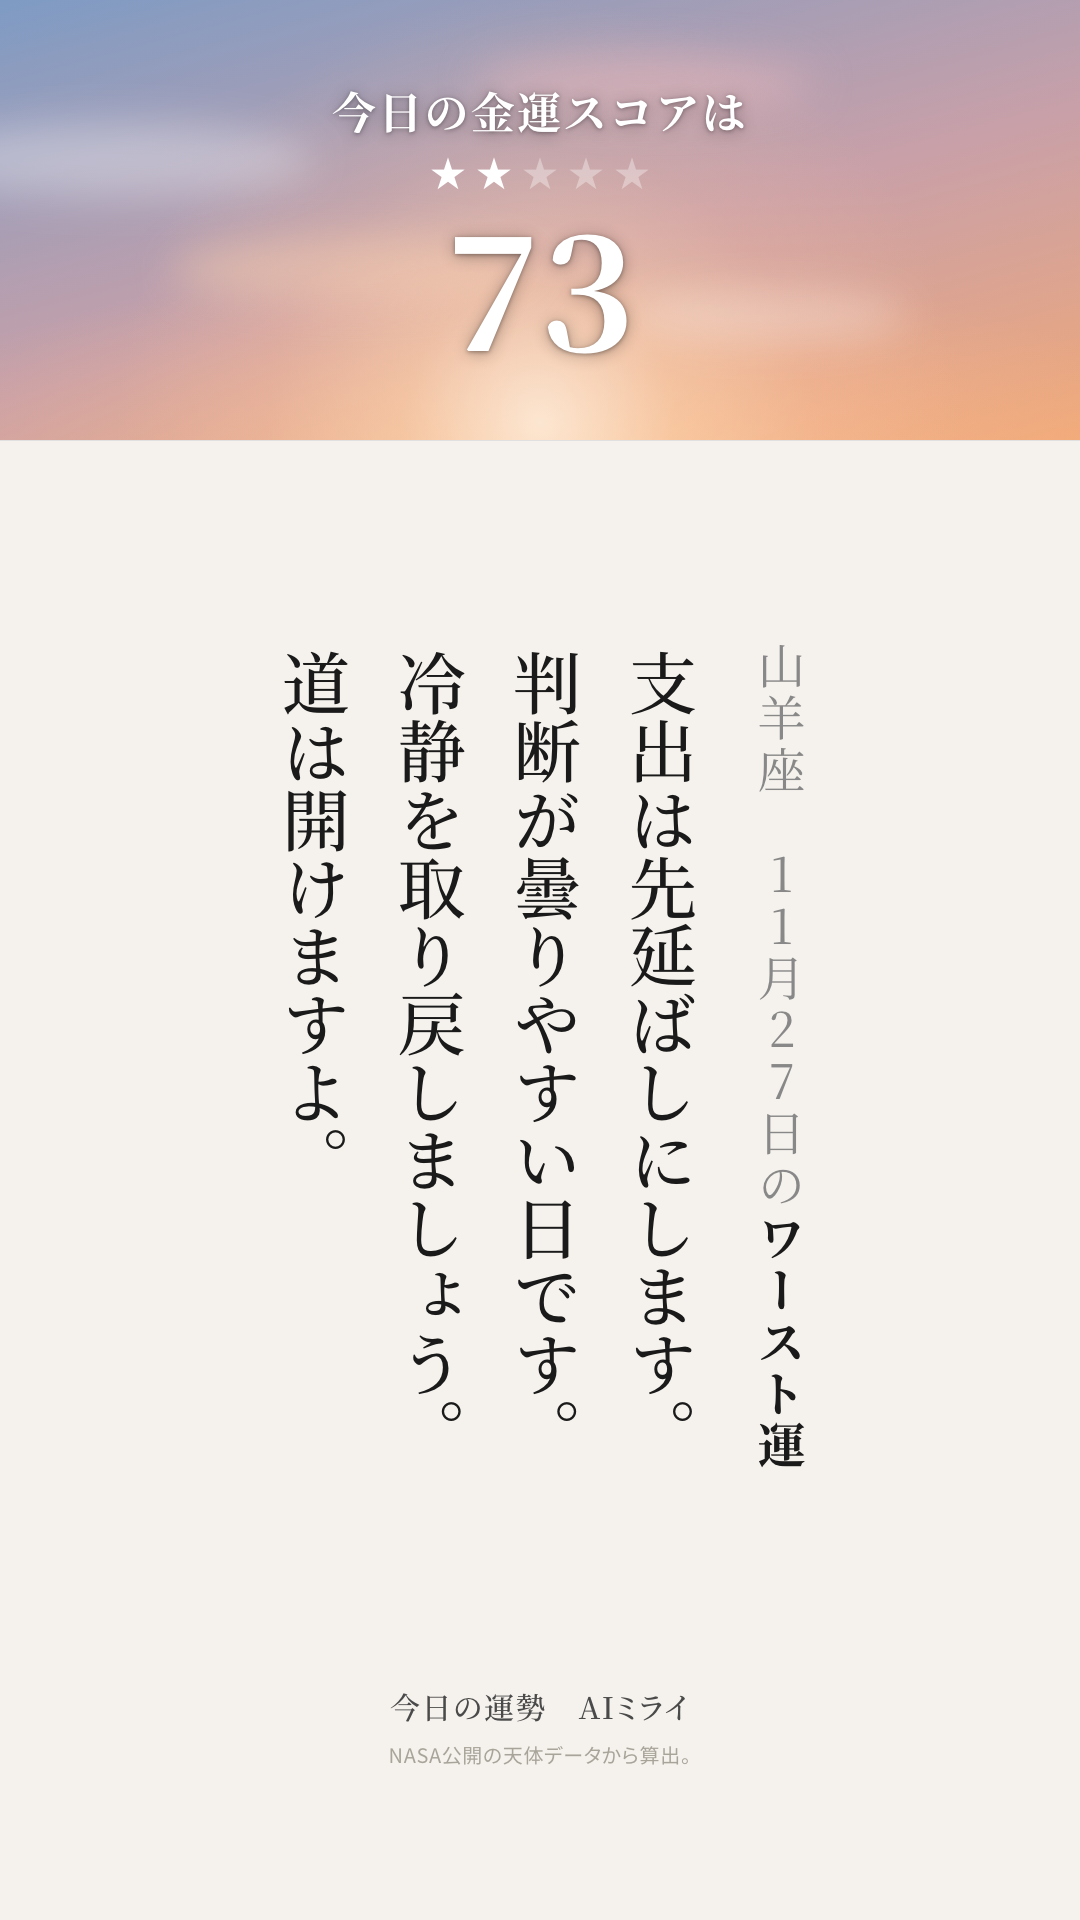 今日の金運スコアは
★★★★★
73
山羊座　11月27日のワースト運
支出は先延ばしにします。
判断が曇りやすい日です。
冷静を取り戻しましょう。
道は開けますよ。
今日の運勢　AIミライ
NASA公開の天体データから算出。